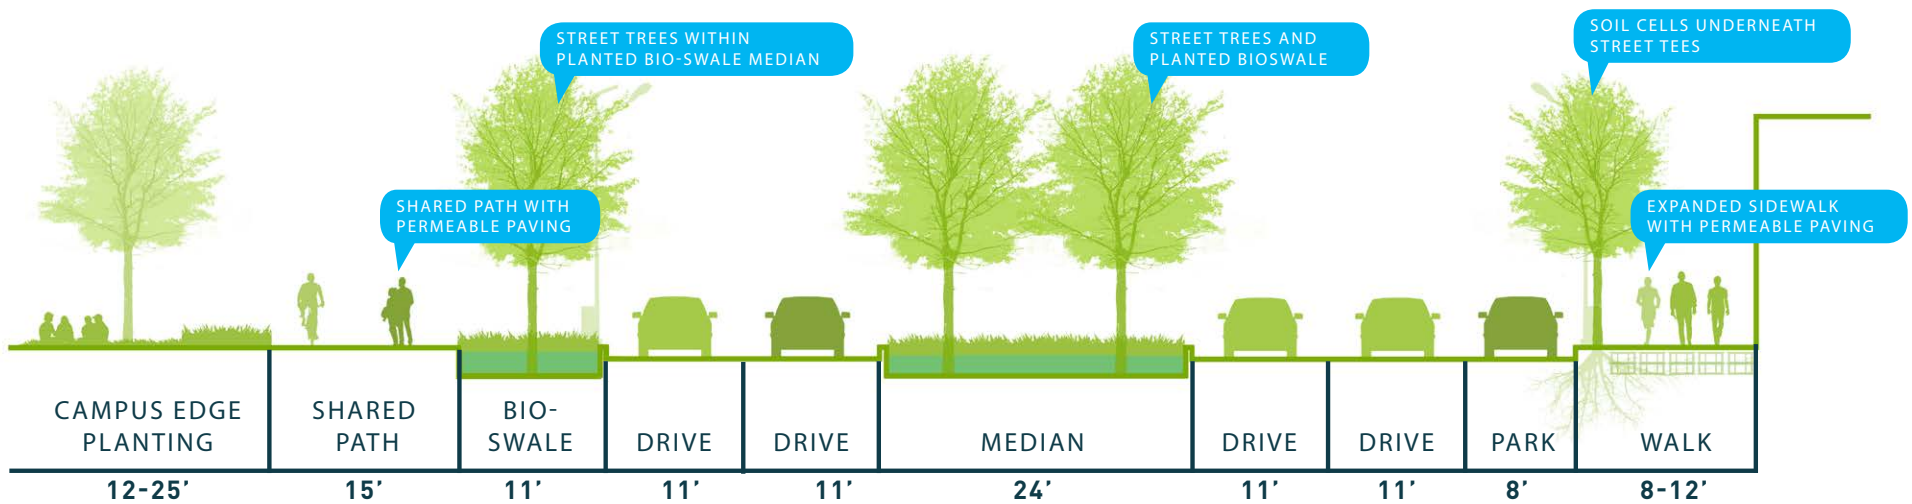 STREET TREES WITHIN
PLANTED BIO-SWALE MEDIAN
STREET TREES AND
PLANTED BIOSWALE
SOIL CELLS UNDERNEATH
STREET TEES
SHARED PATH WITH
PERMEABLE PAVING
EXPANDED SIDEWALK
WITH PERMEABLE PAVING
CAMPUS EDGE
PLANTING
SHARED
PATH
BIO-
SWALE
DRIVE
DRIVE
MEDIAN
DRIVE
DRIVE
PARK
WALK
12-25’
15’
11’
11’
11’
24’
11’
11’
8’
8-12’